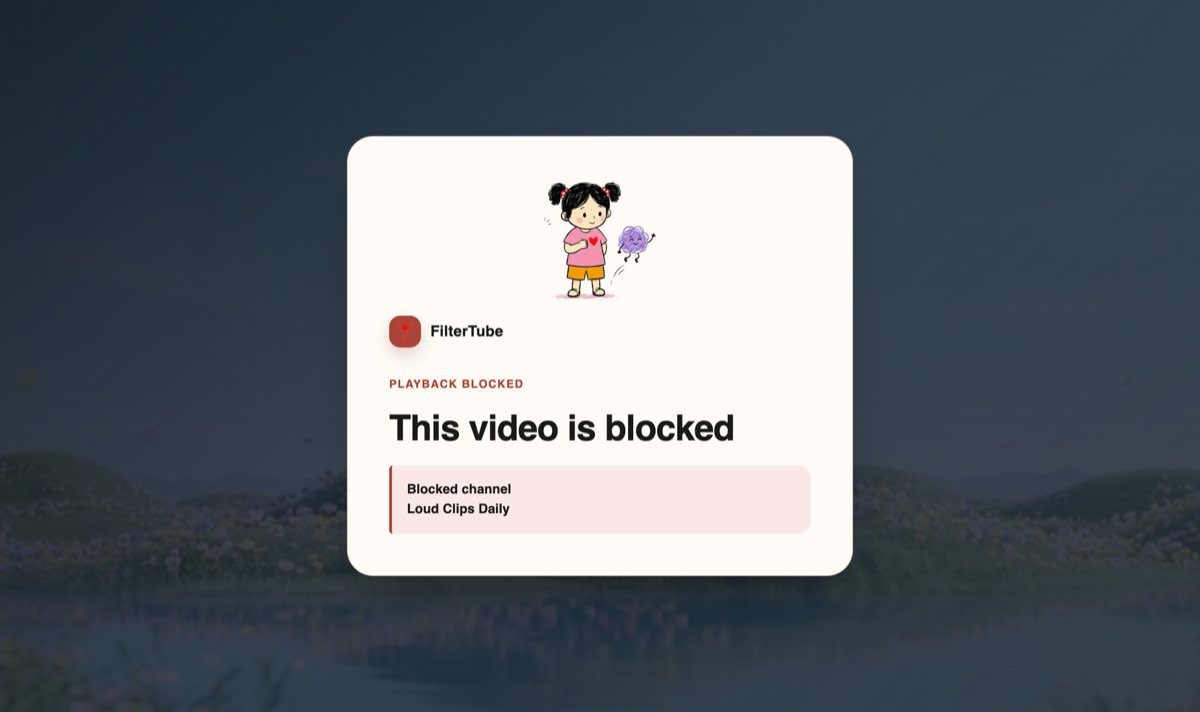 FilterTube
PLAYBACK BLOCKED
This video is blocked
Blocked channel
Loud Clips Daily